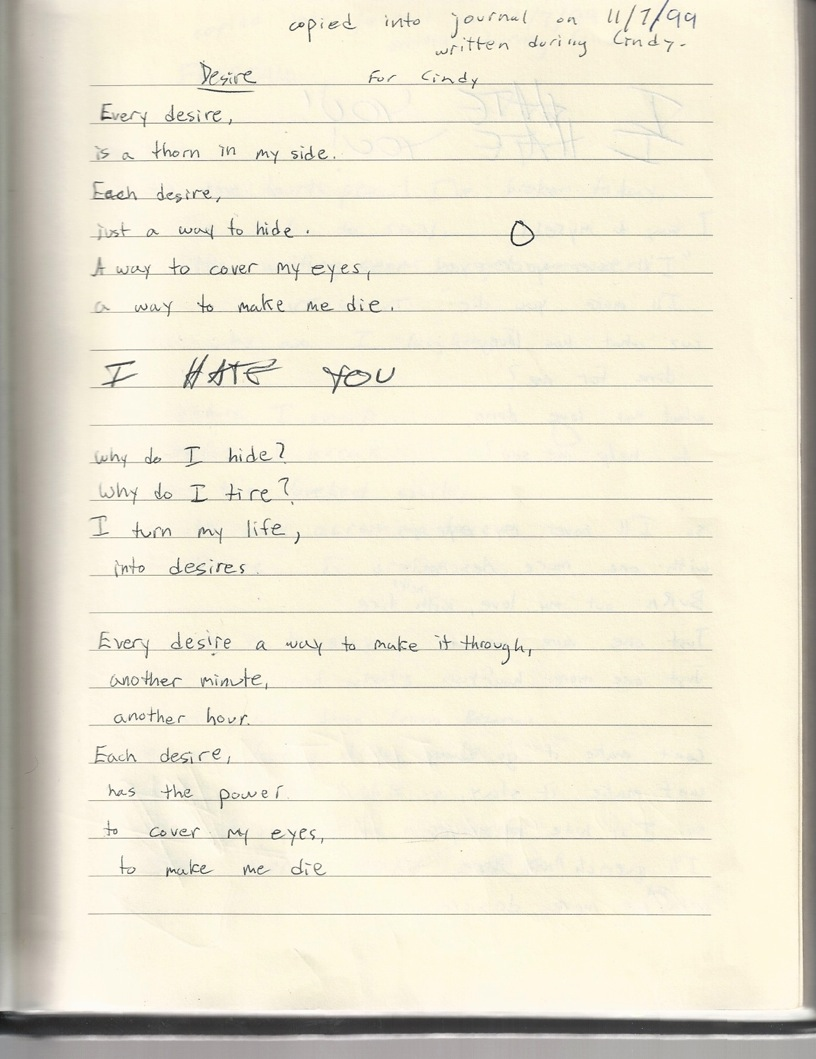 copied into journal on 11/7/99
written during Cindy.
Desire For Cindy
Every desire,
is a thorn in my side.
Each desire,
just a way to hide.
A way to cover my eyes,
a way to make me die.
I HATE YOU
why do I hide?
Why do I tire?
I turn my life,
into desires.
Every desire a way to make it through,
another minute,
another hour.
Each desire,
has the power.
to cover my eyes,
to make me die